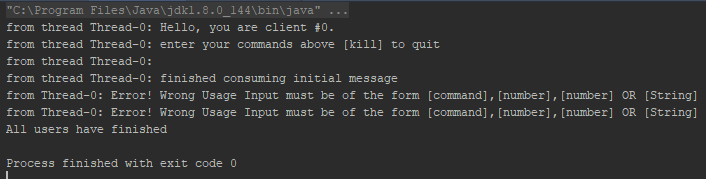 "C:\Program Files\Java\jdk1.8.0_144\bin\java" ...
from thread Thread-0: Hello, you are client #0.
from thread Thread-0: enter your commands above [kill] to quit
from thread Thread-0:
from thread Thread-0: finished consuming initial message
from Thread-0: Error! Wrong Usage Input must be of the form [command],[number],[number] OR [String]
from Thread-0: Error! Wrong Usage Input must be of the form [command],[number],[number] OR [String]
All users have finished
Process finished with exit code 0